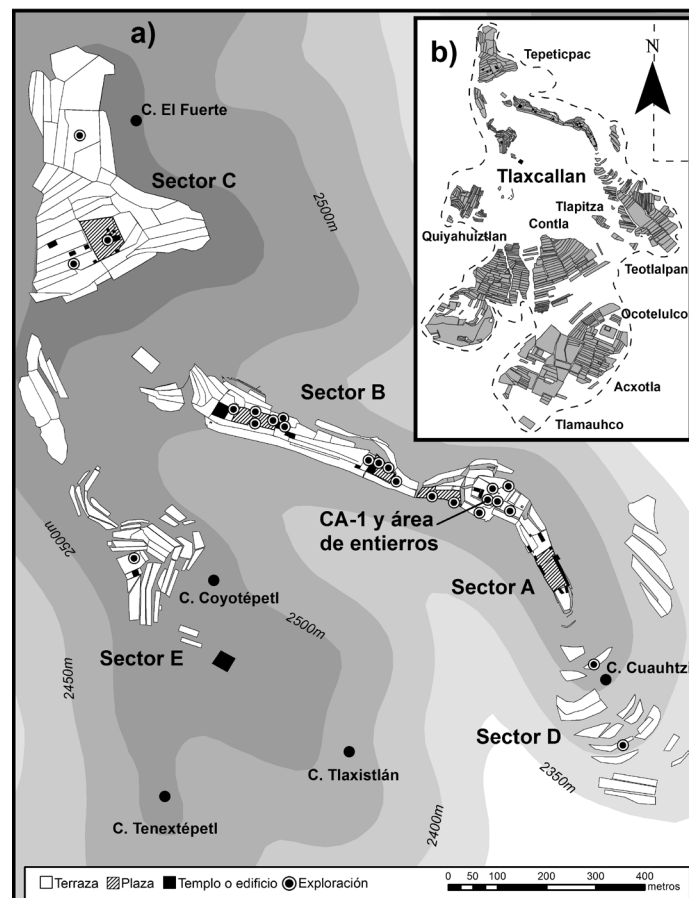 a)
C. El Fuerte
Sector C
2500m
Sector B
CA-1 y área
de entierros
Sector A
2500m
C. Coyotépetl
2500m
Sector E
2450m
C. Cuauhtzi
Sector D
2350m
C. Tlaxistlán
2400m
C. Tenextépetl
b)
N
Tepeticpac
Tlaxcallan
Tlapitza
Contla
Quiyahuiztlan
Teotlalpan
Ocotelulco
Acxotla
Tlamauhco
Terraza Plaza Templo o edificio Exploración
0 50 100 200 300 400
metros